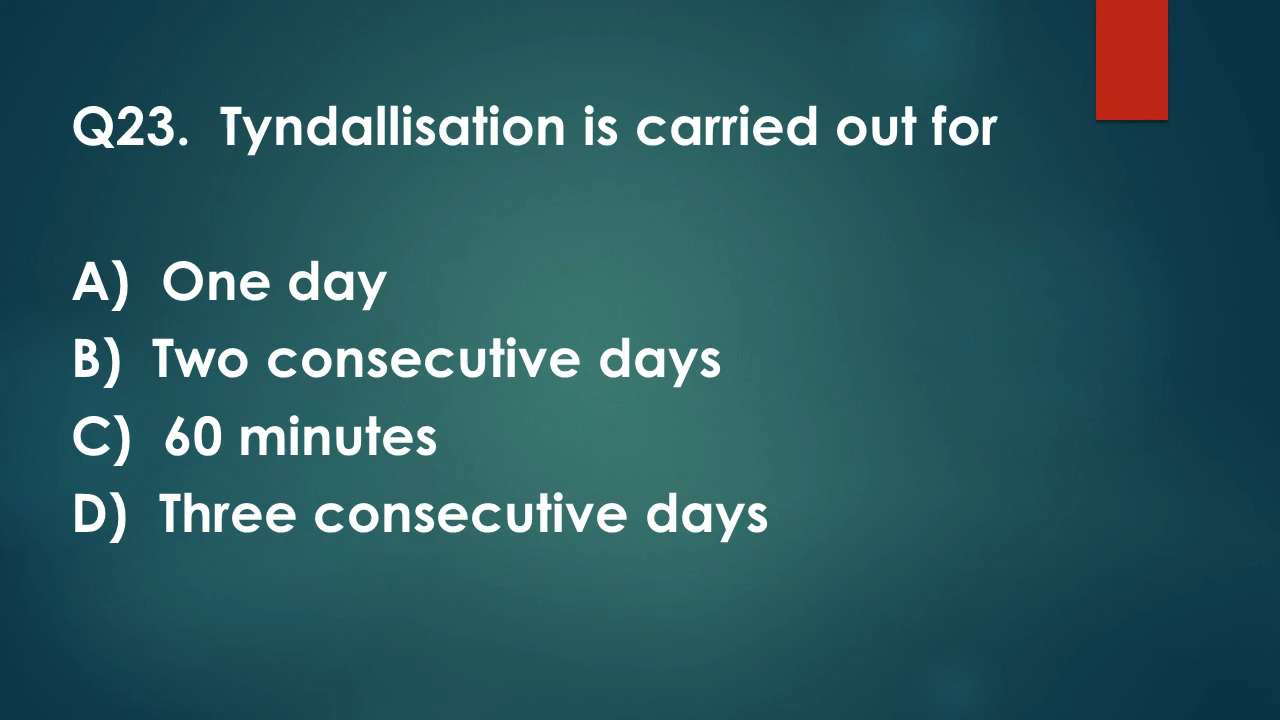 Q23. Tyndallisation is carried out for
A) One day
B) Two consecutive days
C) 60 minutes
D) Three consecutive days